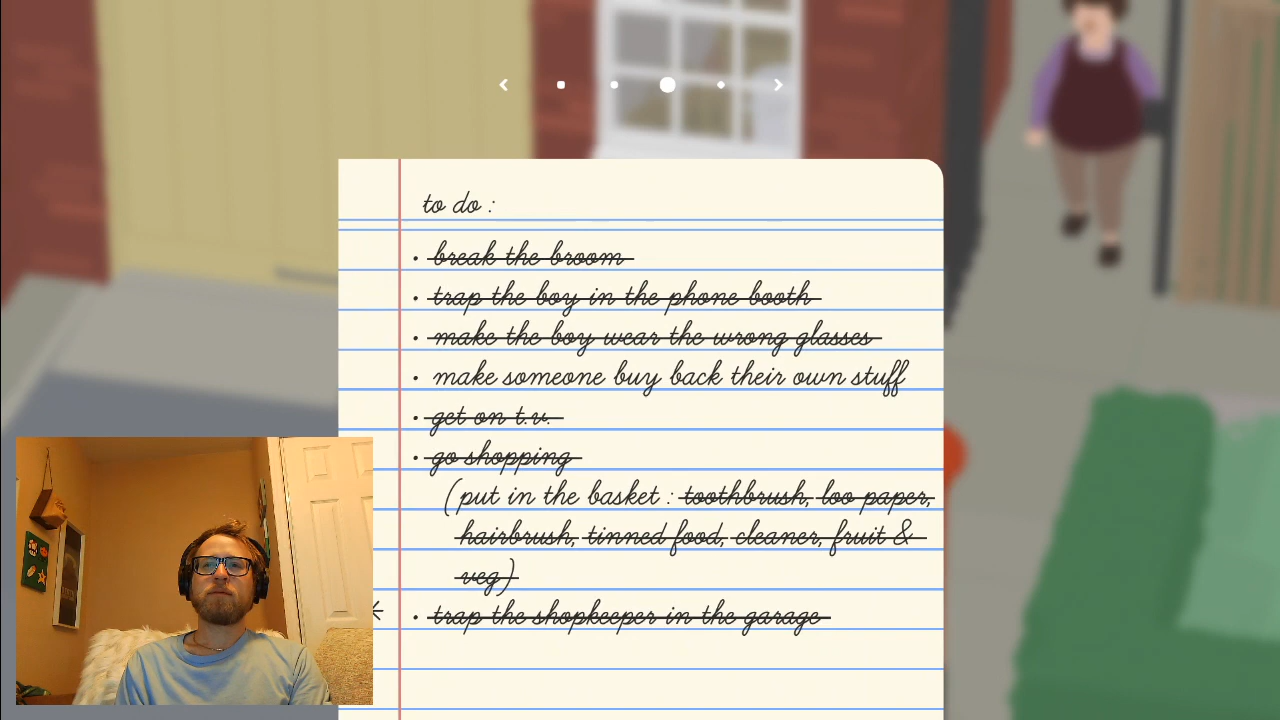 to do :
• break the broom
• trap the boy in the phone booth
• make the boy wear the wrong glasses
• make someone buy back their own stuff
• get on t.v.
• go shopping
(put in the basket : toothbrush, loo paper,
hairbrush, tinned food, cleaner, fruit &
veg)
• trap the shopkeeper in the garage